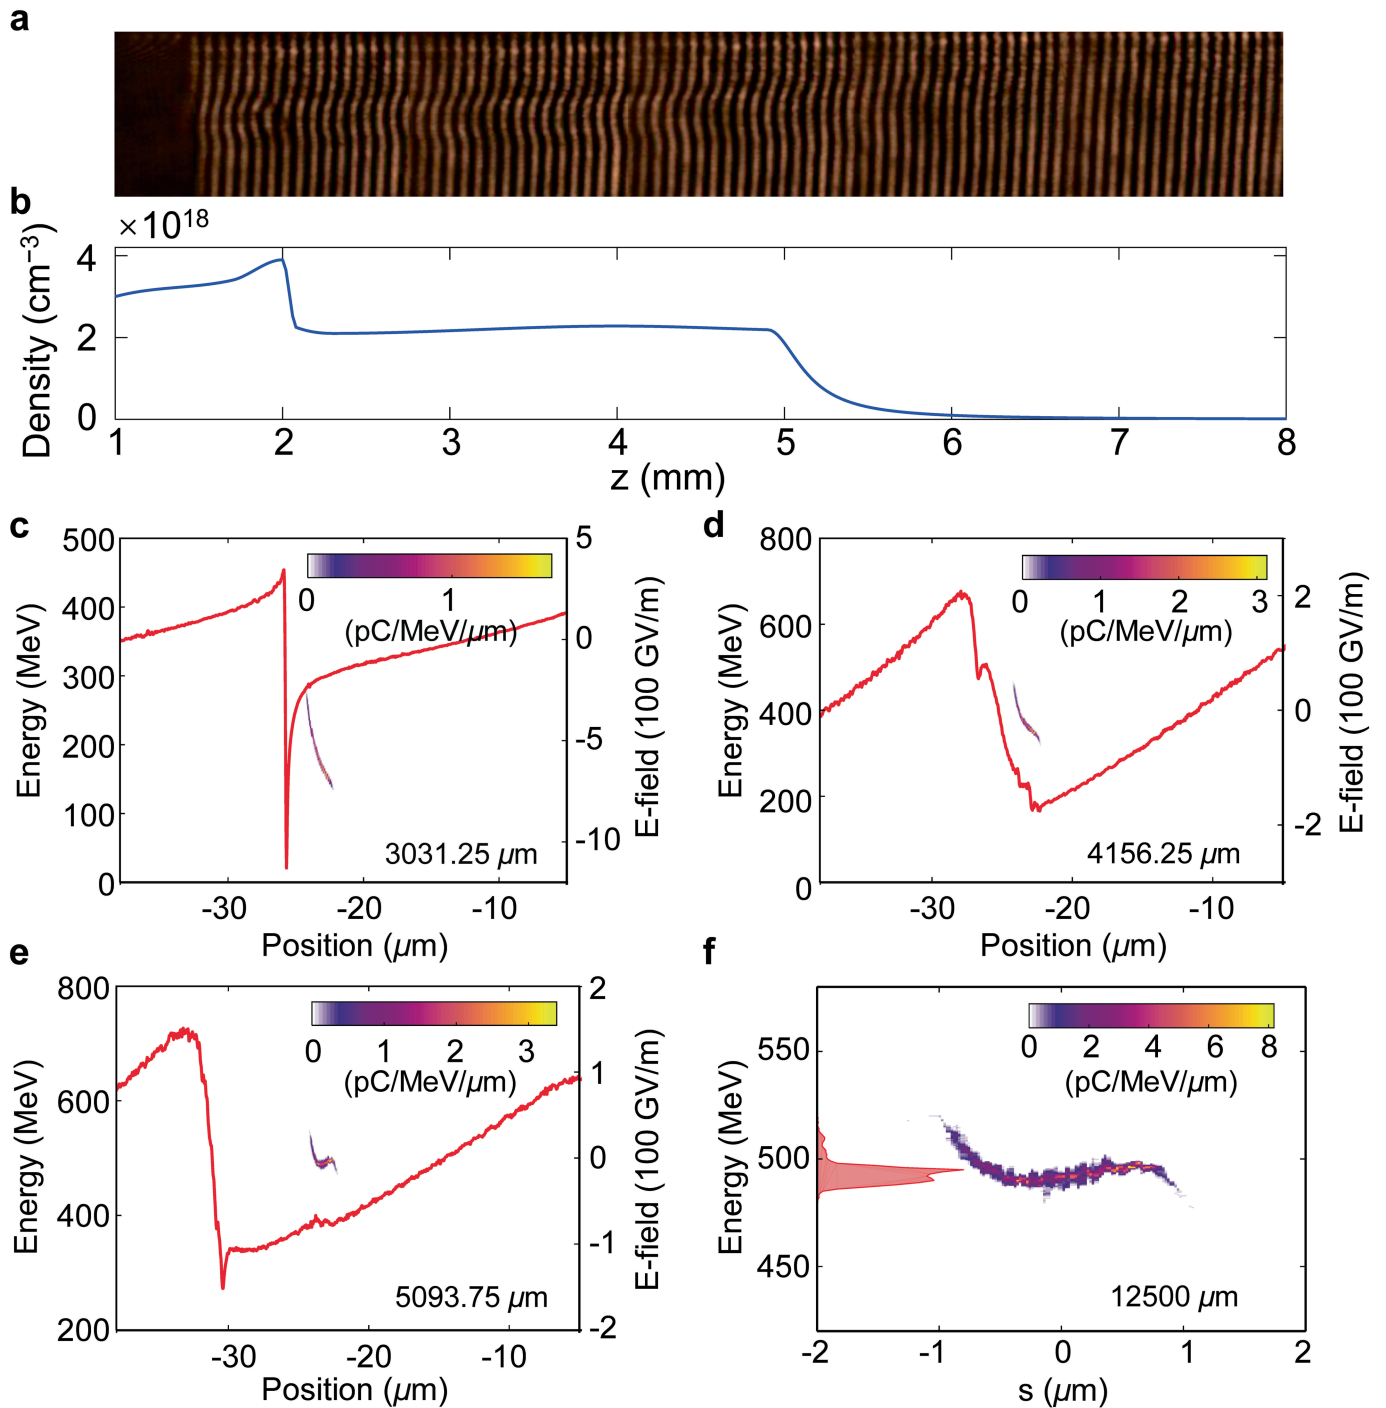 a
b
×10¹⁸
Density (cm⁻³)
4
2
0
1 2 3 4 5 6 7 8
z (mm)
c
Energy (MeV)
500
400
300
200
100
0
0 1
(pC/MeV/µm)
3031.25 µm
5
0
-5
-10
E-field (100 GV/m)
-30 -20 -10
Position (µm)
d
Energy (MeV)
800
600
400
200
0
0 1 2 3
(pC/MeV/µm)
4156.25 µm
2
0
-2
E-field (100 GV/m)
-30 -20 -10
Position (µm)
e
Energy (MeV)
800
600
400
200
0 1 2 3
(pC/MeV/µm)
5093.75 µm
2
1
0
-1
-2
E-field (100 GV/m)
-30 -20 -10
Position (µm)
f
Energy (MeV)
550
500
450
0 2 4 6 8
(pC/MeV/µm)
12500 µm
-2 -1 0 1 2
s (µm)